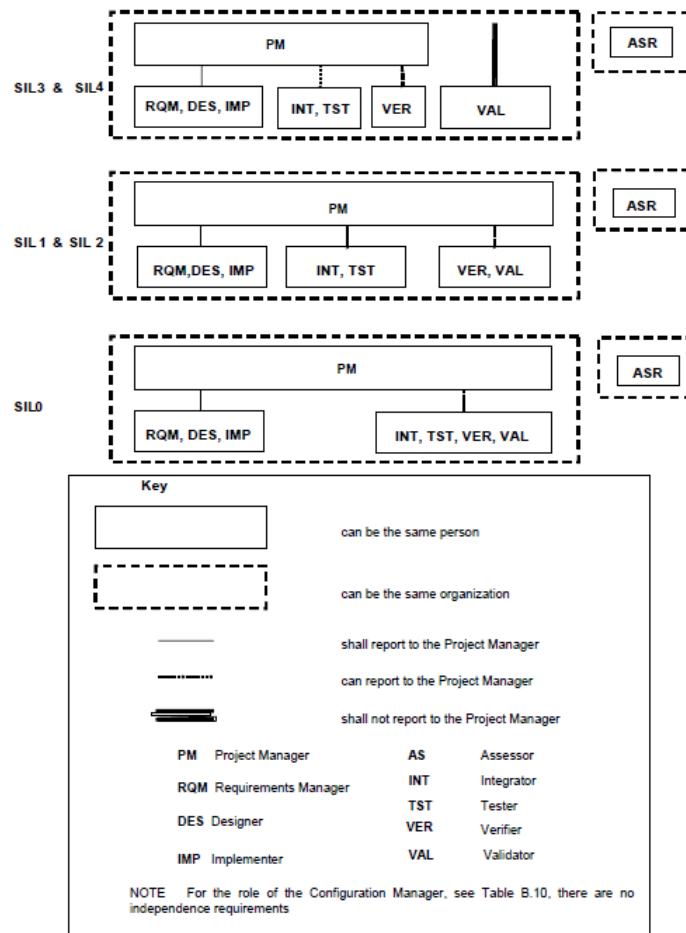 PM
ASR
SIL3 & SIL4
RQM, DES, IMP
INT, TST
VER
VAL
PM
ASR
SIL 1 & SIL 2
RQM,DES, IMP
INT, TST
VER, VAL
PM
ASR
SIL0
RQM, DES, IMP
INT, TST, VER, VAL
Key
can be the same person
can be the same organization
shall report to the Project Manager
can report to the Project Manager
shall not report to the Project Manager
PM Project Manager
AS Assessor
RQM Requirements Manager
INT Integrator
TST Tester
DES Designer
VER Verifier
IMP Implementer
VAL Validator
NOTE For the role of the Configuration Manager, see Table B.10, there are no
independence requirements